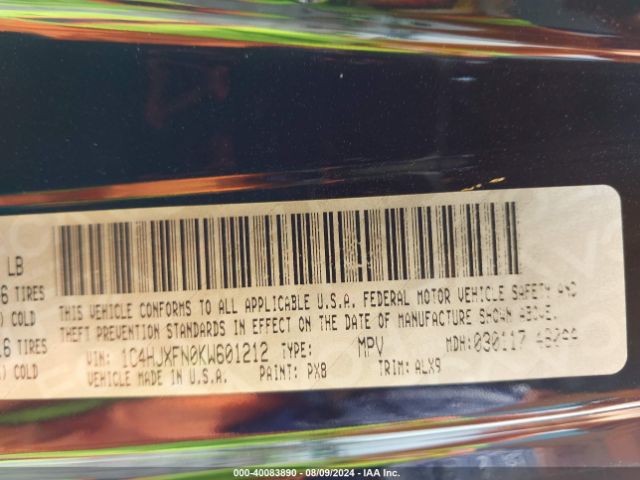 LB
6 TIRES
) COLD
.6 TIRES
) COLD
THIS VEHICLE CONFORMS TO ALL APPLICABLE U.S.A. FEDERAL MOTOR VEHICLE SAFETY AND
THEFT PREVENTION STANDARDS IN EFFECT ON THE DATE OF MANUFACTURE SHOWN ABOVE.
VIN: 1C4HJXFN0KW601212 TYPE: MPV MDH: 030117
VEHICLE MADE IN U.S.A. PAINT: PX8 TRIM: ALX9
000-40083890 - 08/09/2024 - IAA Inc.